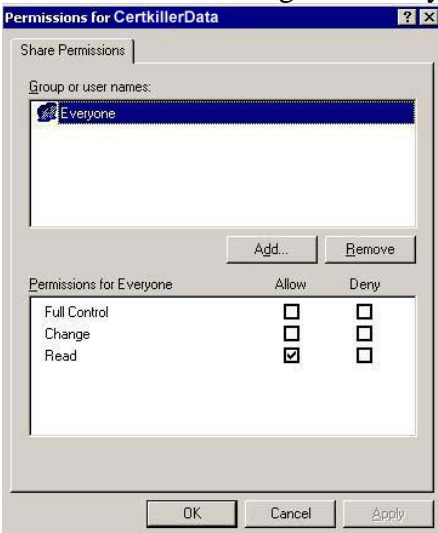 Permissions for CertkillerData
Share Permissions
Group or user names:
Everyone
Add... Remove
Permissions for Everyone Allow Deny
Full Control
Change
Read
OK Cancel Apply